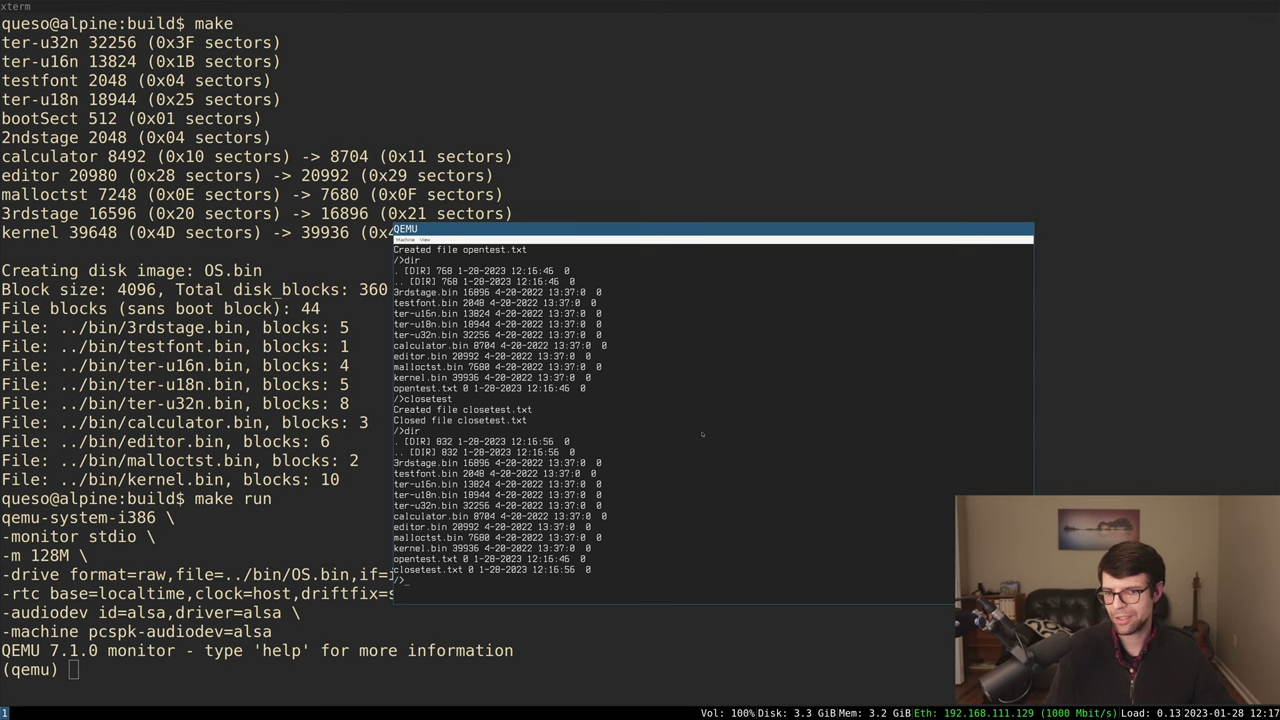 xterm
queso@alpine:build$ make
ter-u32n 32256 (0x3F sectors)
ter-u16n 13824 (0x1B sectors)
testfont 2048 (0x04 sectors)
ter-u18n 18944 (0x25 sectors)
bootSect 512 (0x01 sectors)
2ndstage 2048 (0x04 sectors)
calculator 8492 (0x10 sectors) -> 8704 (0x11 sectors)
editor 20980 (0x28 sectors) -> 20992 (0x29 sectors)
malloctst 7248 (0x0E sectors) -> 7680 (0x0F sectors)
3rdstage 16596 (0x20 sectors) -> 16896 (0x21 sectors)
kernel 39648 (0x4D sectors) -> 39936 (0x4
Creating disk image: OS.bin
Block size: 4096, Total disk_blocks: 360
File blocks (sans boot block): 44
File: ../bin/3rdstage.bin, blocks: 5
File: ../bin/testfont.bin, blocks: 1
File: ../bin/ter-u16n.bin, blocks: 4
File: ../bin/ter-u18n.bin, blocks: 5
File: ../bin/ter-u32n.bin, blocks: 8
File: ../bin/calculator.bin, blocks: 3
File: ../bin/editor.bin, blocks: 6
File: ../bin/malloctst.bin, blocks: 2
File: ../bin/kernel.bin, blocks: 10
queso@alpine:build$ make run
qemu-system-i386 \
-monitor stdio \
-m 128M \
-drive format=raw,file=../bin/OS.bin,if=
-rtc base=localtime,clock=host,driftfix=s
-audiodev id=alsa,driver=alsa \
-machine pcspk-audiodev=alsa
QEMU 7.1.0 monitor - type 'help' for more information
(qemu)
QEMU
Machine View
Created file opentest.txt
/>dir
. [DIR] 768 1-28-2023 12:16:46 0
.. [DIR] 768 1-28-2023 12:16:46 0
3rdstage.bin 16896 4-20-2022 13:37:0 0
testfont.bin 2048 4-20-2022 13:37:0 0
ter-u16n.bin 13824 4-20-2022 13:37:0 0
ter-u18n.bin 18944 4-20-2022 13:37:0 0
ter-u32n.bin 32256 4-20-2022 13:37:0 0
calculator.bin 8704 4-20-2022 13:37:0 0
editor.bin 20992 4-20-2022 13:37:0 0
malloctst.bin 7680 4-20-2022 13:37:0 0
kernel.bin 39936 4-20-2022 13:37:0 0
opentest.txt 0 1-28-2023 12:16:46 0
/>closetest
Created file closetest.txt
Closed file closetest.txt
/>dir
. [DIR] 832 1-28-2023 12:16:56 0
.. [DIR] 832 1-28-2023 12:16:56 0
3rdstage.bin 16896 4-20-2022 13:37:0 0
testfont.bin 2048 4-20-2022 13:37:0 0
ter-u16n.bin 13824 4-20-2022 13:37:0 0
ter-u18n.bin 18944 4-20-2022 13:37:0 0
ter-u32n.bin 32256 4-20-2022 13:37:0 0
calculator.bin 8704 4-20-2022 13:37:0 0
editor.bin 20992 4-20-2022 13:37:0 0
malloctst.bin 7680 4-20-2022 13:37:0 0
kernel.bin 39936 4-20-2022 13:37:0 0
opentest.txt 0 1-28-2023 12:16:46 0
closetest.txt 0 1-28-2023 12:16:56 0
/>_
1 Vol: 100% Disk: 3.3 GiB Mem: 3.2 GiB Eth: 192.168.111.129 (1000 Mbit/s) Load: 0.13 2023-01-28 12:17